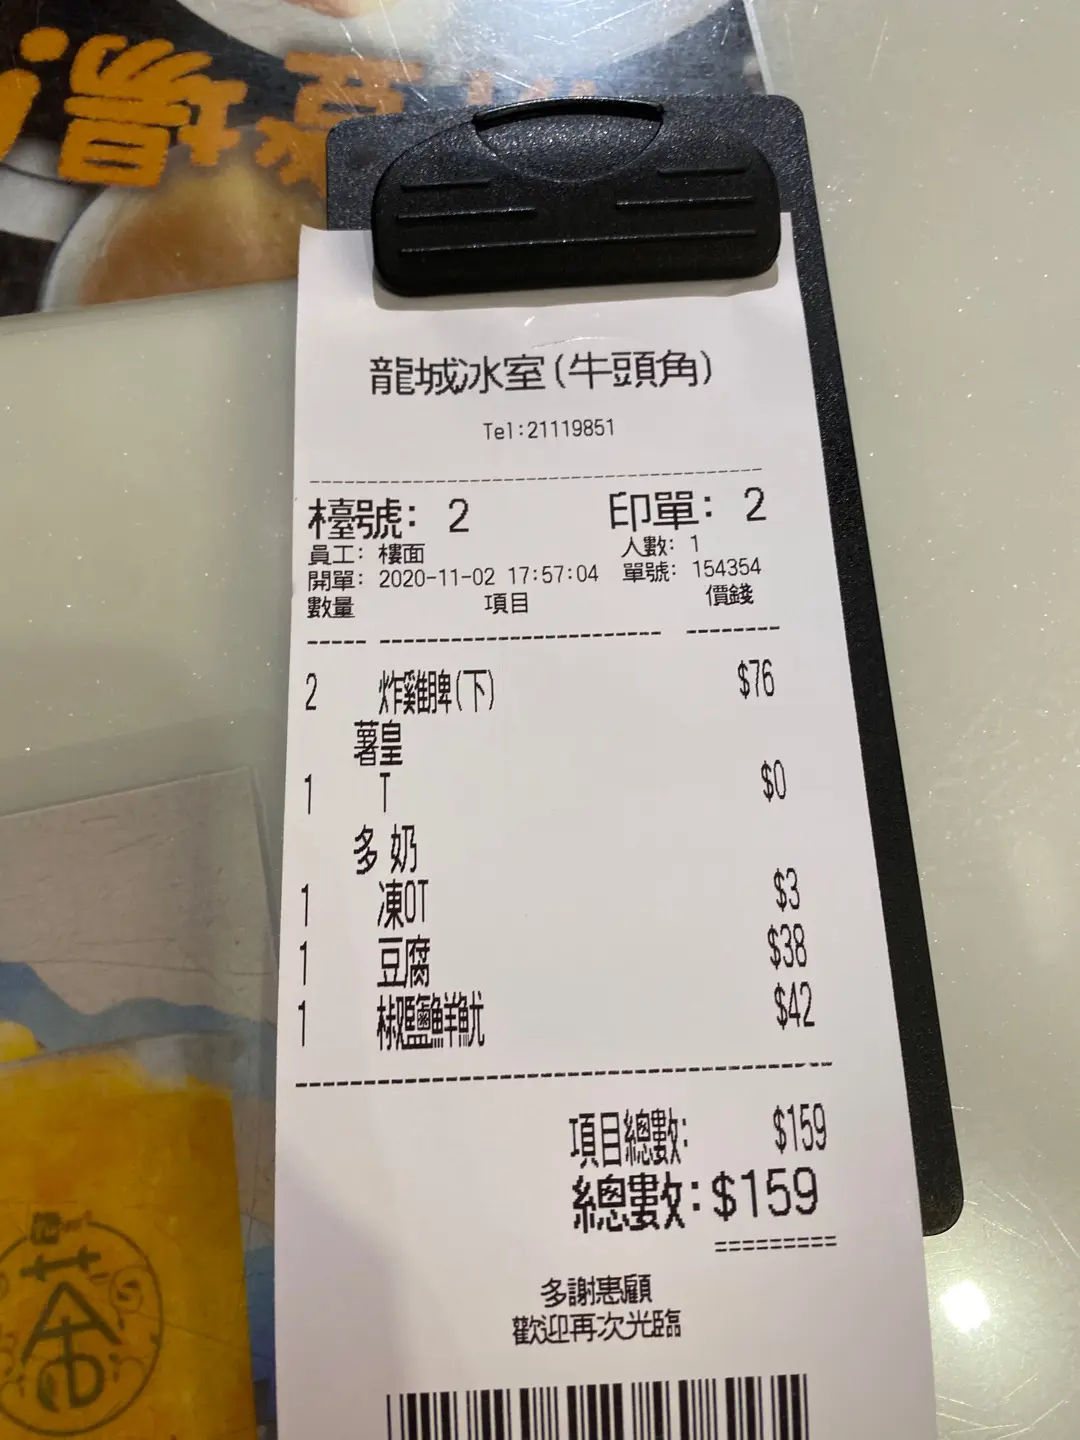 龍城冰室(牛頭角)
Tel:21119851
檯號: 2 印單: 2
員工: 樓面 人數: 1
開單: 2020-11-02 17:57:04 單號: 154354
數量 項目 價錢
2 炸雞髀(下) $76
薯皇
1 T $0
多 奶
1 凍OT $3
1 豆腐 $38
1 椒鹽鮮魷 $42
項目總數: $159
總數: $159
多謝惠顧
歡迎再次光臨